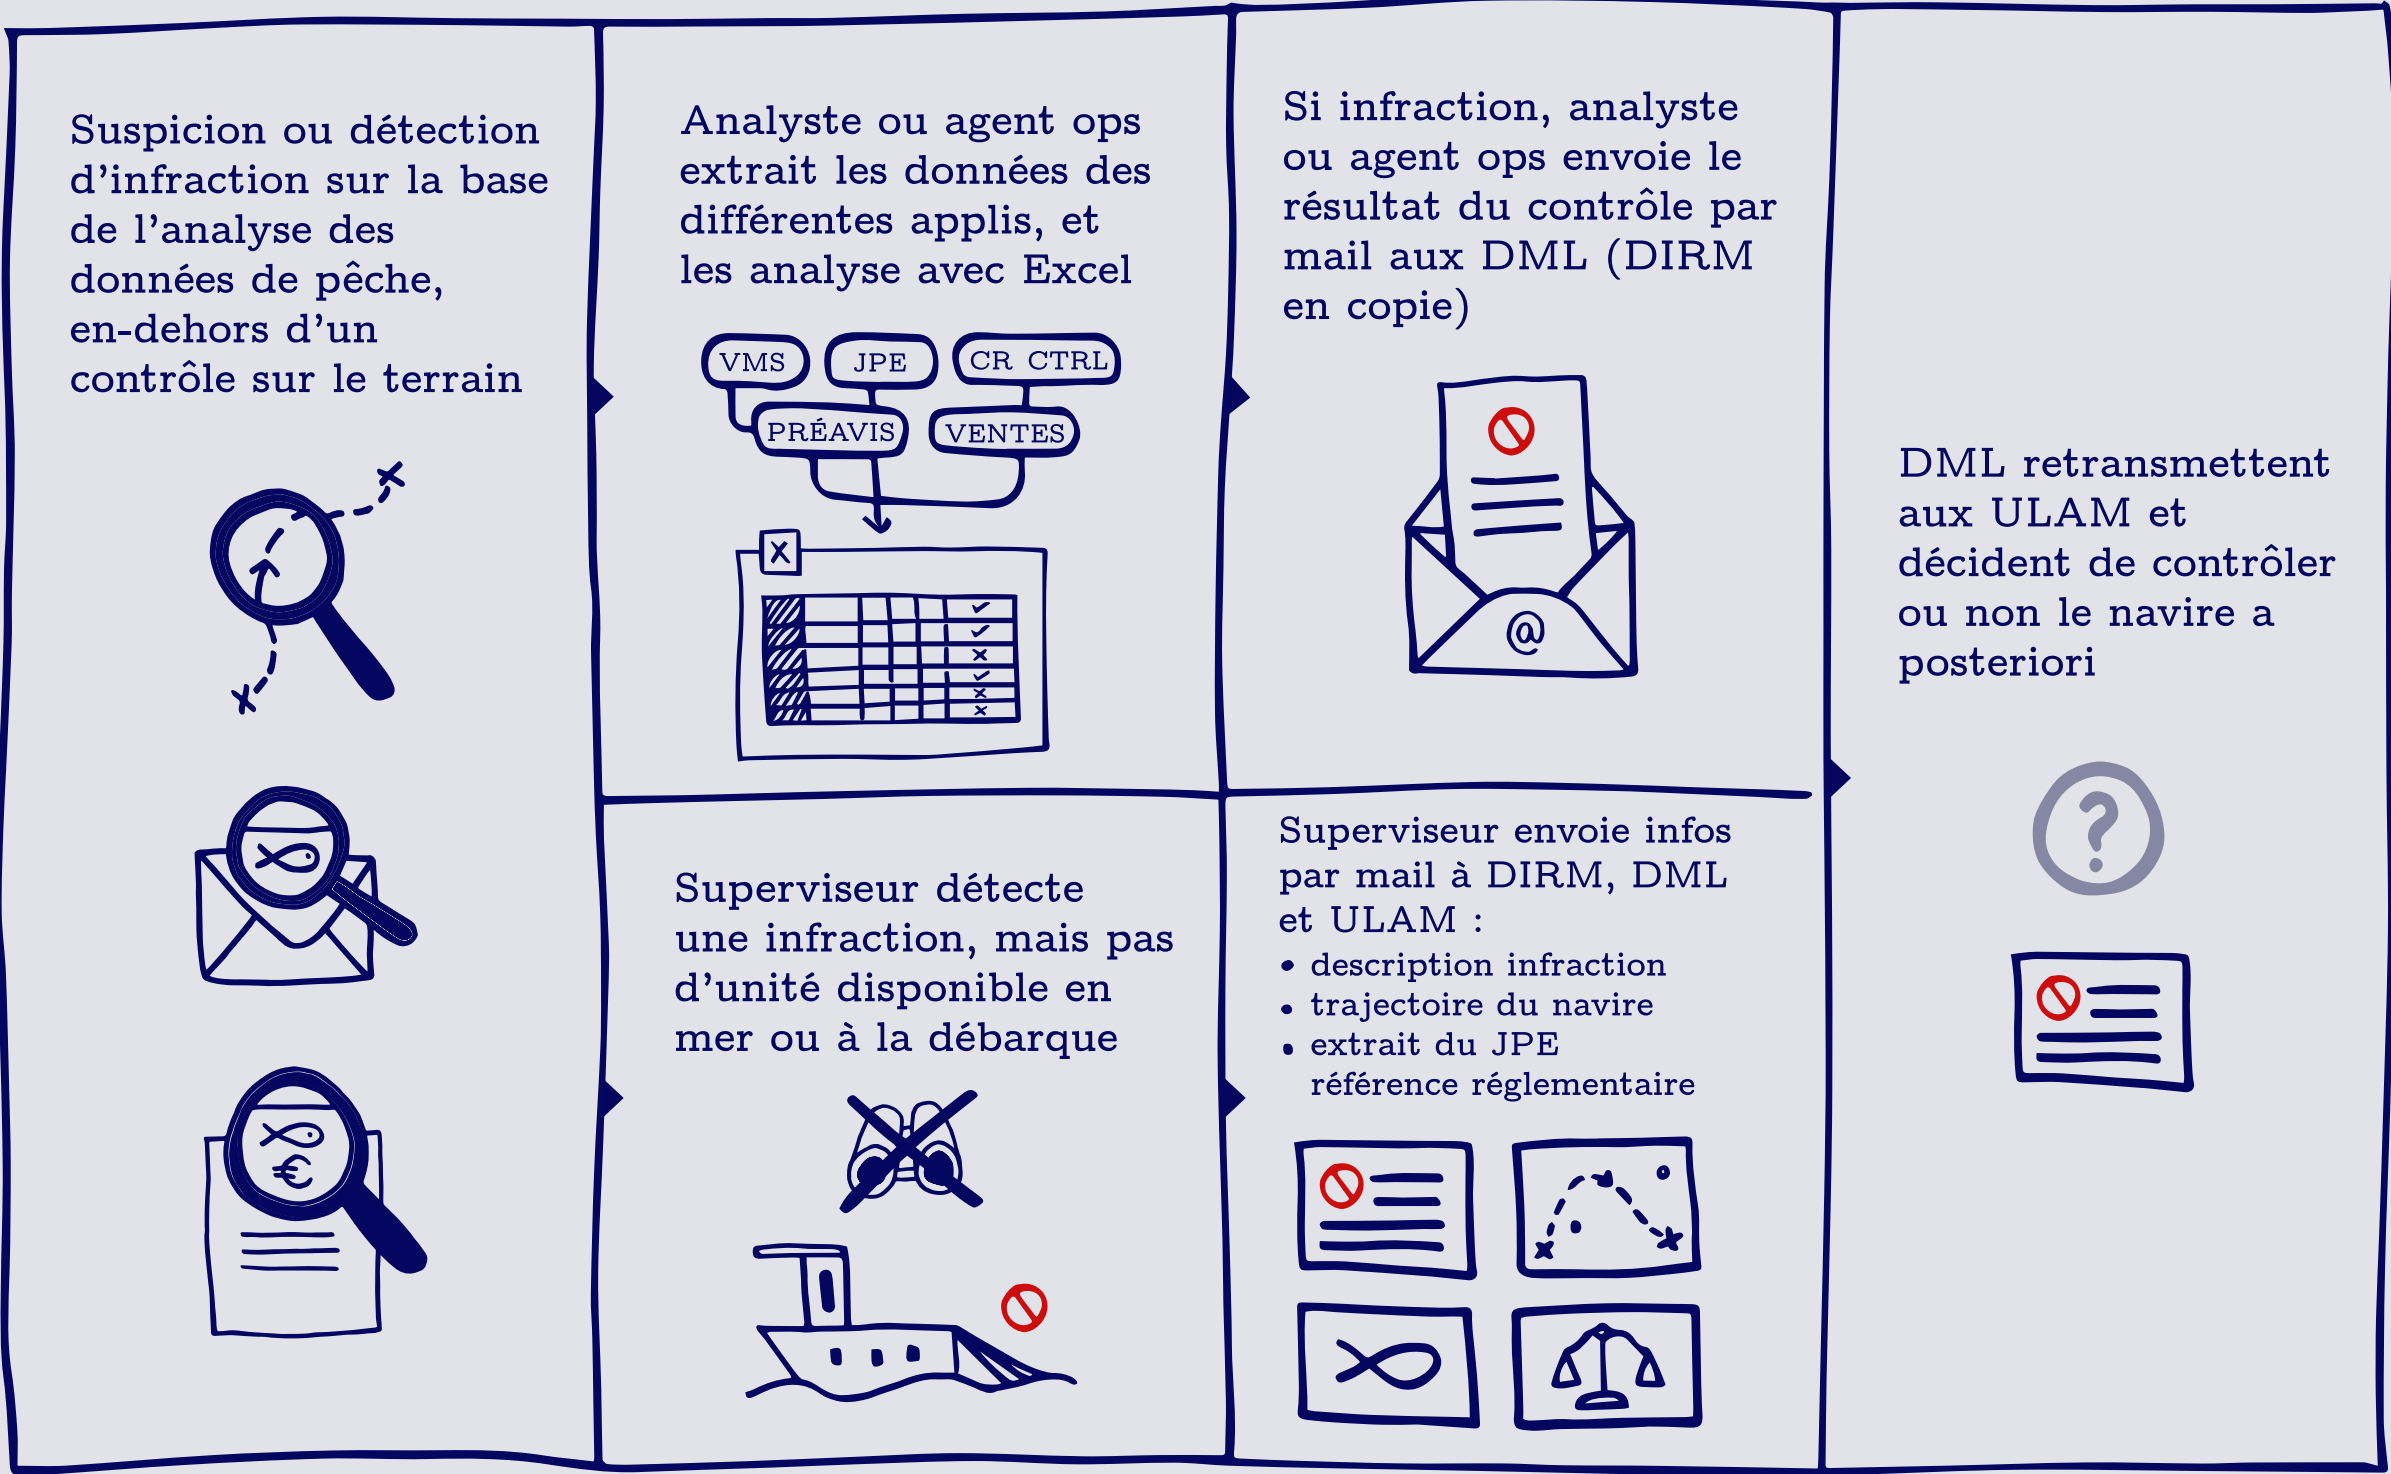 Suspicion ou détection
d'infraction sur la base
de l'analyse des
données de pêche,
en-dehors d'un
contrôle sur le terrain
Analyste ou agent ops
extrait les données des
différentes applis, et
les analyse avec Excel
VMS
JPE
CR CTRL
PRÉAVIS
VENTES
X
Si infraction, analyste
ou agent ops envoie le
résultat du contrôle par
mail aux DML (DIRM
en copie)
@
Superviseur détecte
une infraction, mais pas
d'unité disponible en
mer ou à la débarque
Superviseur envoie infos
par mail à DIRM, DML
et ULAM :
• description infraction
• trajectoire du navire
• extrait du JPE
référence réglementaire
DML retransmettent
aux ULAM et
décident de contrôler
ou non le navire a
posteriori
?
€